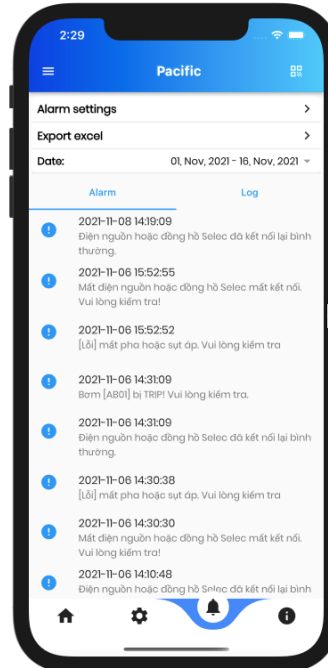 2:29
Pacific
Alarm settings
Export excel
Date: 01, Nov, 2021 - 16, Nov, 2021
Alarm Log
2021-11-08 14:19:09
Điện nguồn hoặc đồng hồ Selec đã kết nối lại bình
thường.
2021-11-06 15:52:55
Mất điện nguồn hoặc đồng hồ Selec mất kết nối.
Vui lòng kiểm tra!
2021-11-06 15:52:52
[Lỗi] mất pha hoặc sụt áp. Vui lòng kiểm tra
2021-11-06 14:31:09
Bơm [AB01] bị TRIP! Vui lòng kiểm tra.
2021-11-06 14:31:09
Điện nguồn hoặc đồng hồ Selec đã kết nối lại bình
thường.
2021-11-06 14:30:38
[Lỗi] mất pha hoặc sụt áp. Vui lòng kiểm tra
2021-11-06 14:30:30
Mất điện nguồn hoặc đồng hồ Selec mất kết nối.
Vui lòng kiểm tra!
2021-11-06 14:10:48
Điện nguồn hoặc đồng hồ Selec đã kết nối lại bình